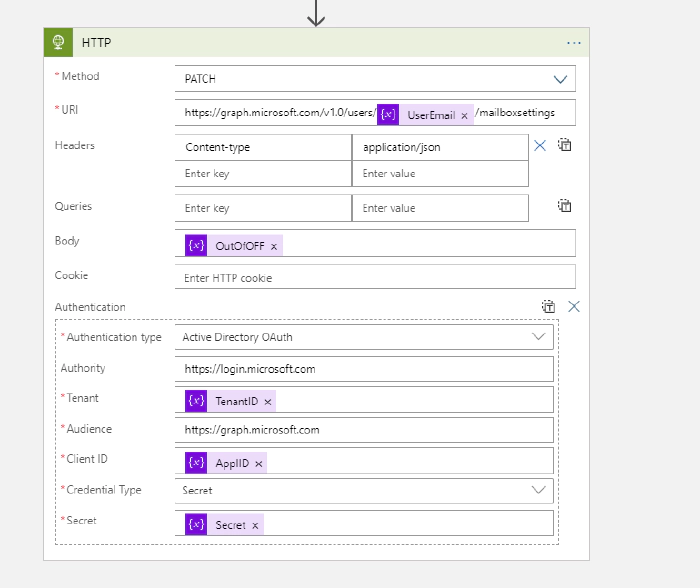 HTTP
* Method PATCH
* URI https://graph.microsoft.com/v1.0/users/ {x} UserEmail × /mailboxsettings
Headers Content-type application/json
Enter key Enter value
Queries Enter key Enter value
Body {x} OutOfOFF ×
Cookie Enter HTTP cookie
Authentication
* Authentication type Active Directory OAuth
Authority https://login.microsoft.com
* Tenant {x} TenantID ×
* Audience https://graph.microsoft.com
* Client ID {x} ApplID ×
* Credential Type Secret
* Secret {x} Secret ×